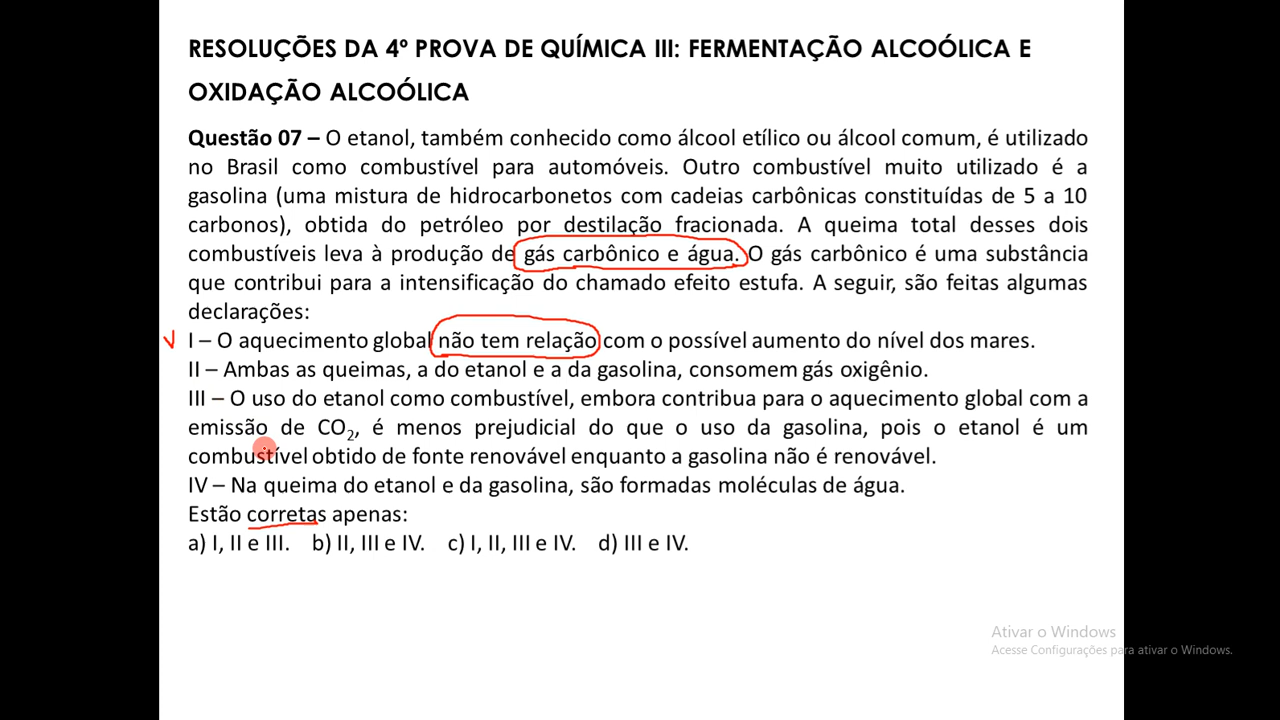 RESOLUÇÕES DA 4º PROVA DE QUÍMICA III: FERMENTAÇÃO ALCOÓLICA E
OXIDAÇÃO ALCOÓLICA
Questão 07 – O etanol, também conhecido como álcool etílico ou álcool comum, é utilizado
no Brasil como combustível para automóveis. Outro combustível muito utilizado é a
gasolina (uma mistura de hidrocarbonetos com cadeias carbônicas constituídas de 5 a 10
carbonos), obtida do petróleo por destilação fracionada. A queima total desses dois
combustíveis leva à produção de gás carbônico e água. O gás carbônico é uma substância
que contribui para a intensificação do chamado efeito estufa. A seguir, são feitas algumas
declarações:
V I – O aquecimento global não tem relação com o possível aumento do nível dos mares.
II – Ambas as queimas, a do etanol e a da gasolina, consomem gás oxigênio.
III – O uso do etanol como combustível, embora contribua para o aquecimento global com a
emissão de CO₂, é menos prejudicial do que o uso da gasolina, pois o etanol é um
combustível obtido de fonte renovável enquanto a gasolina não é renovável.
IV – Na queima do etanol e da gasolina, são formadas moléculas de água.
Estão corretas apenas:
a) I, II e III. b) II, III e IV. c) I, II, III e IV. d) III e IV.
Ativar o Windows
Acesse Configurações para ativar o Windows.